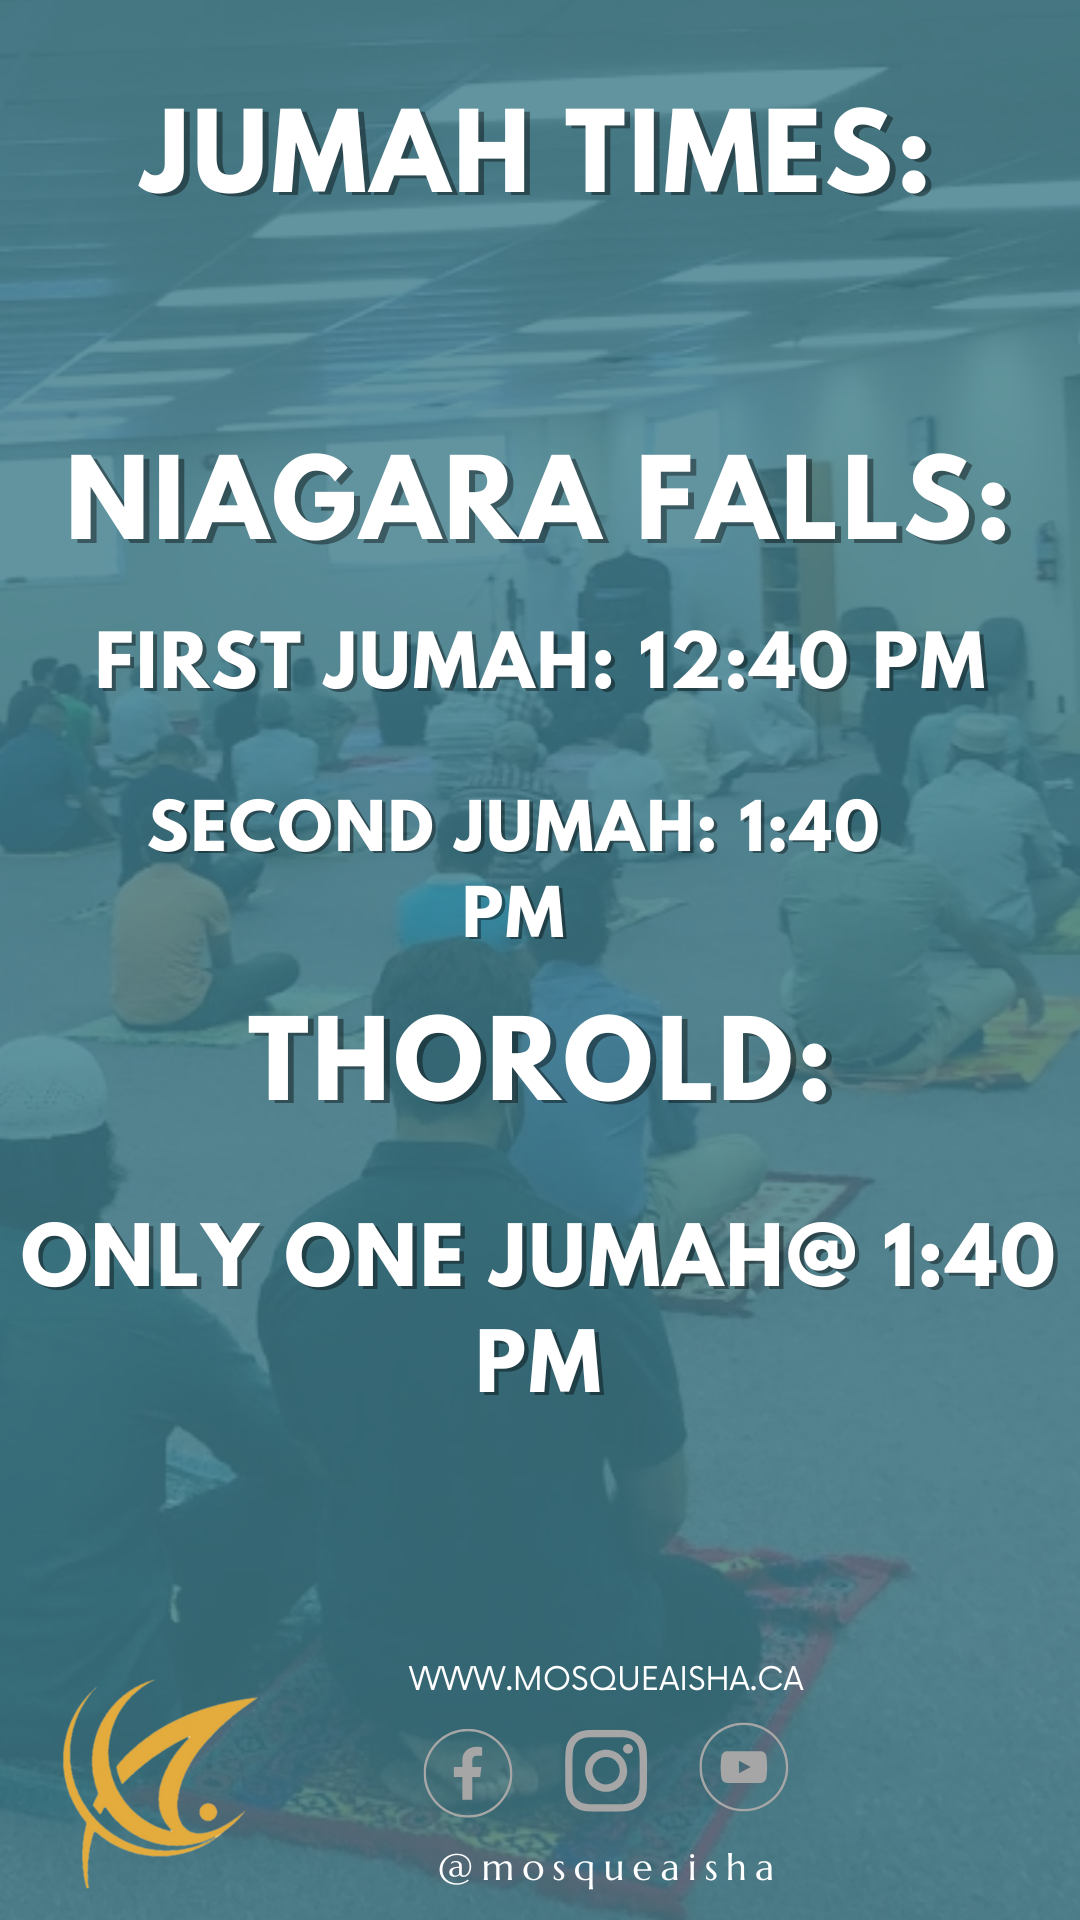 JUMAH TIMES:
NIAGARA FALLS:
FIRST JUMAH: 12:40 PM
SECOND JUMAH: 1:40
PM
THOROLD:
ONLY ONE JUMAH@ 1:40
PM
WWW.MOSQUEAISHA.CA
@mosqueaisha